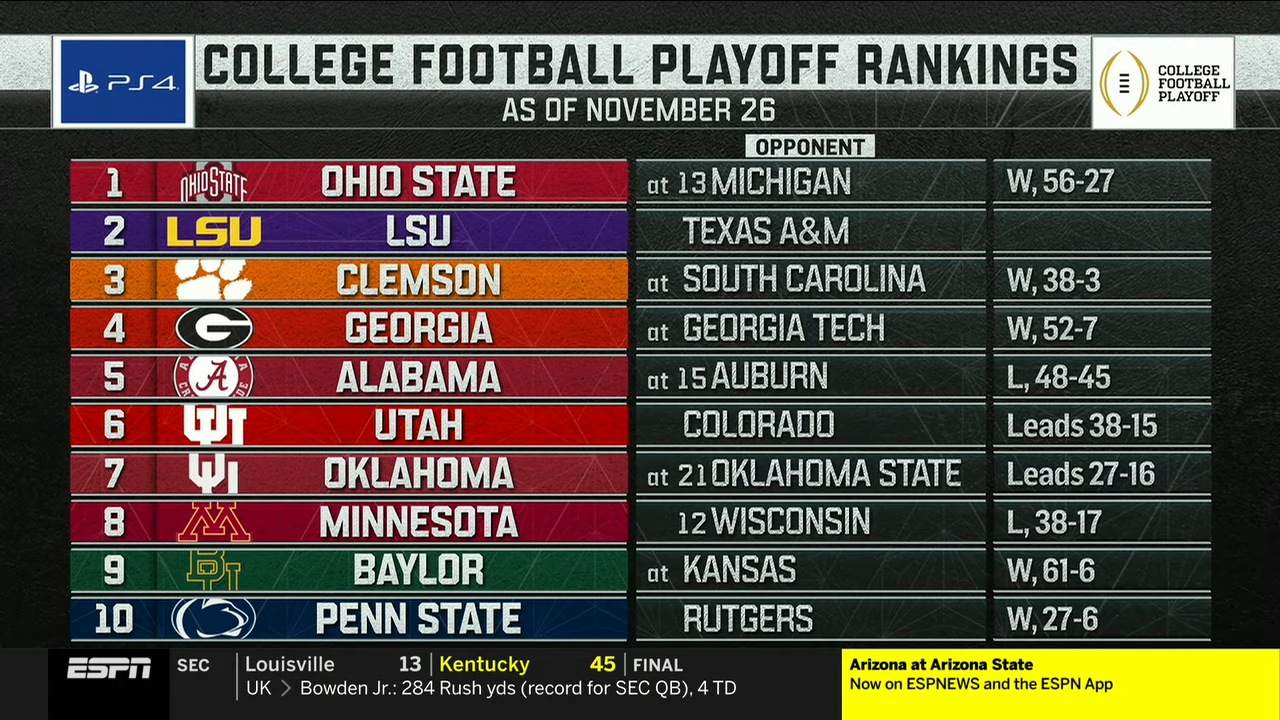 PS4
COLLEGE FOOTBALL PLAYOFF RANKINGS
AS OF NOVEMBER 26
COLLEGE
FOOTBALL
PLAYOFF
OPPONENT
1 OHIO STATE OHIO STATE at 13 MICHIGAN W, 56-27
2 LSU LSU TEXAS A&M
3 CLEMSON at SOUTH CAROLINA W, 38-3
4 G GEORGIA at GEORGIA TECH W, 52-7
5 A ALABAMA at 15 AUBURN L, 48-45
6 UTAH COLORADO Leads 38-15
7 OKLAHOMA at 21 OKLAHOMA STATE Leads 27-16
8 M MINNESOTA 12 WISCONSIN L, 38-17
9 BU BAYLOR at KANSAS W, 61-6
10 PENN STATE RUTGERS W, 27-6
ESPN SEC Louisville 13 Kentucky 45 FINAL
UK > Bowden Jr.: 284 Rush yds (record for SEC QB), 4 TD
Arizona at Arizona State
Now on ESPNEWS and the ESPN App